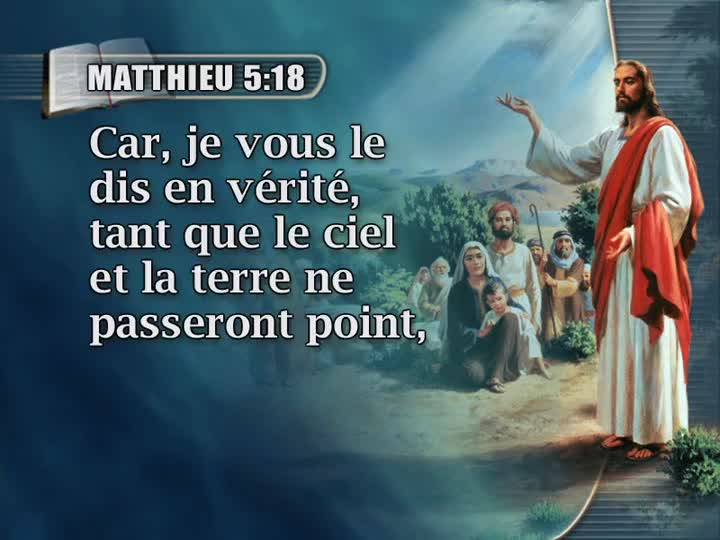 MATTHIEU 5:18
Car, je vous le
dis en vérité,
tant que le ciel
et la terre ne
passeront point,